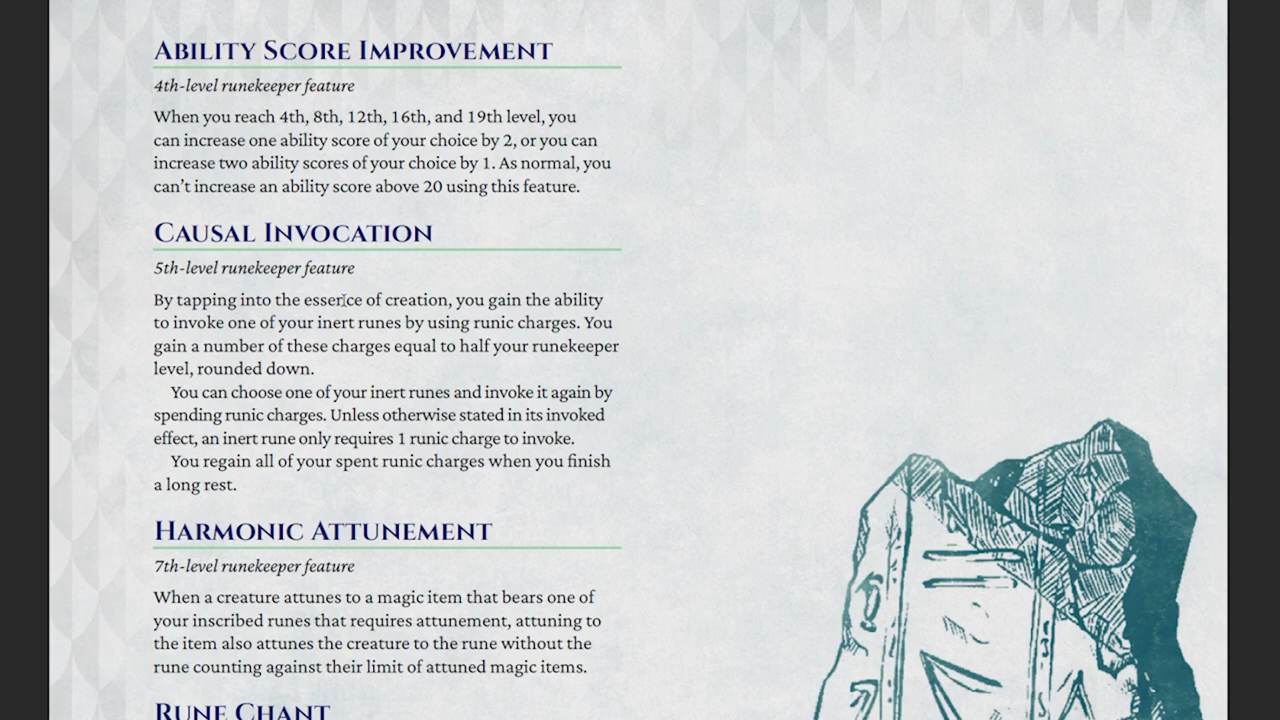 Ability Score Improvement
4th-level runekeeper feature
When you reach 4th, 8th, 12th, 16th, and 19th level, you
can increase one ability score of your choice by 2, or you can
increase two ability scores of your choice by 1. As normal, you
can’t increase an ability score above 20 using this feature.
Causal Invocation
5th-level runekeeper feature
By tapping into the essence of creation, you gain the ability
to invoke one of your inert runes by using runic charges. You
gain a number of these charges equal to half your runekeeper
level, rounded down.
You can choose one of your inert runes and invoke it again by
spending runic charges. Unless otherwise stated in its invoked
effect, an inert rune only requires 1 runic charge to invoke.
You regain all of your spent runic charges when you finish
a long rest.
Harmonic Attunement
7th-level runekeeper feature
When a creature attunes to a magic item that bears one of
your inscribed runes that requires attunement, attuning to
the item also attunes the creature to the rune without the
rune counting against their limit of attuned magic items.
Rune Chant